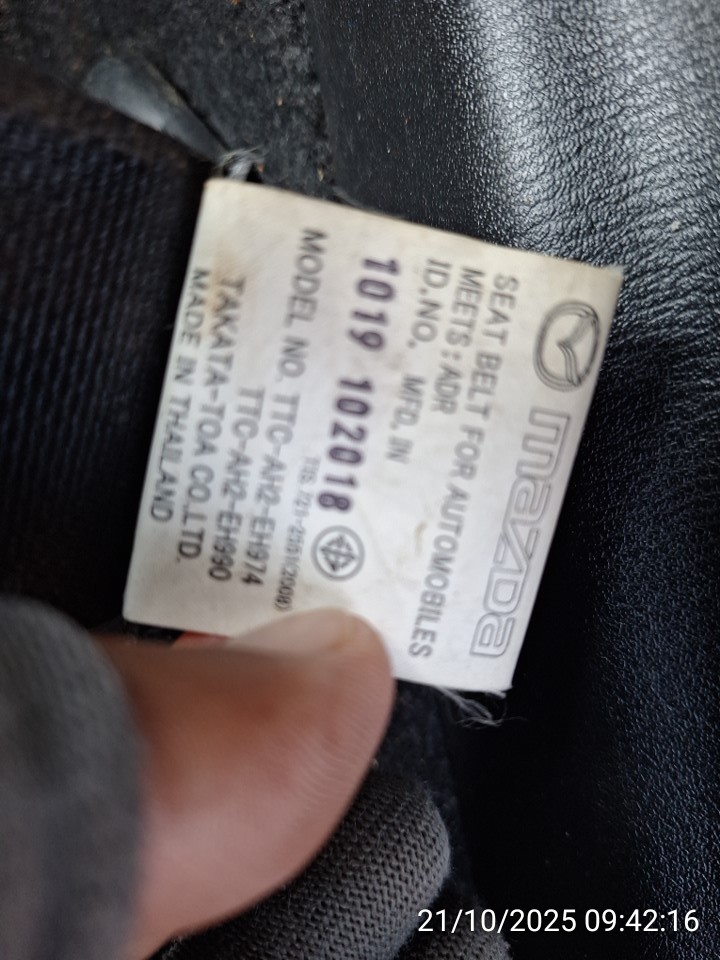 mazda
SEAT BELT FOR AUTOMOBILES
MEETS : ADR
ID.NO. MFD. IN
1019 102018
MODEL NO. TTC-AH2-EH974
TTC-AH2-EH990
TAKATA-TOA CO.,LTD.
MADE IN THAILAND
21/10/2025 09:42:16